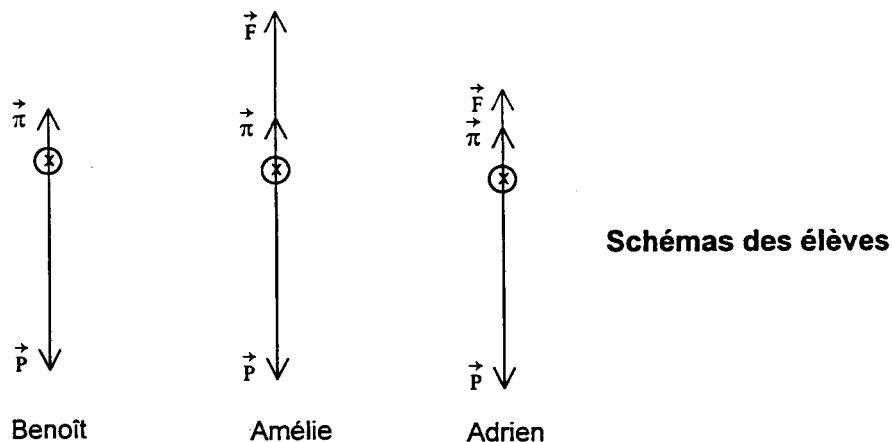 F
π
P
Benoît
F
π
P
Amélie
F
π
P
Adrien
Schémas des élèves